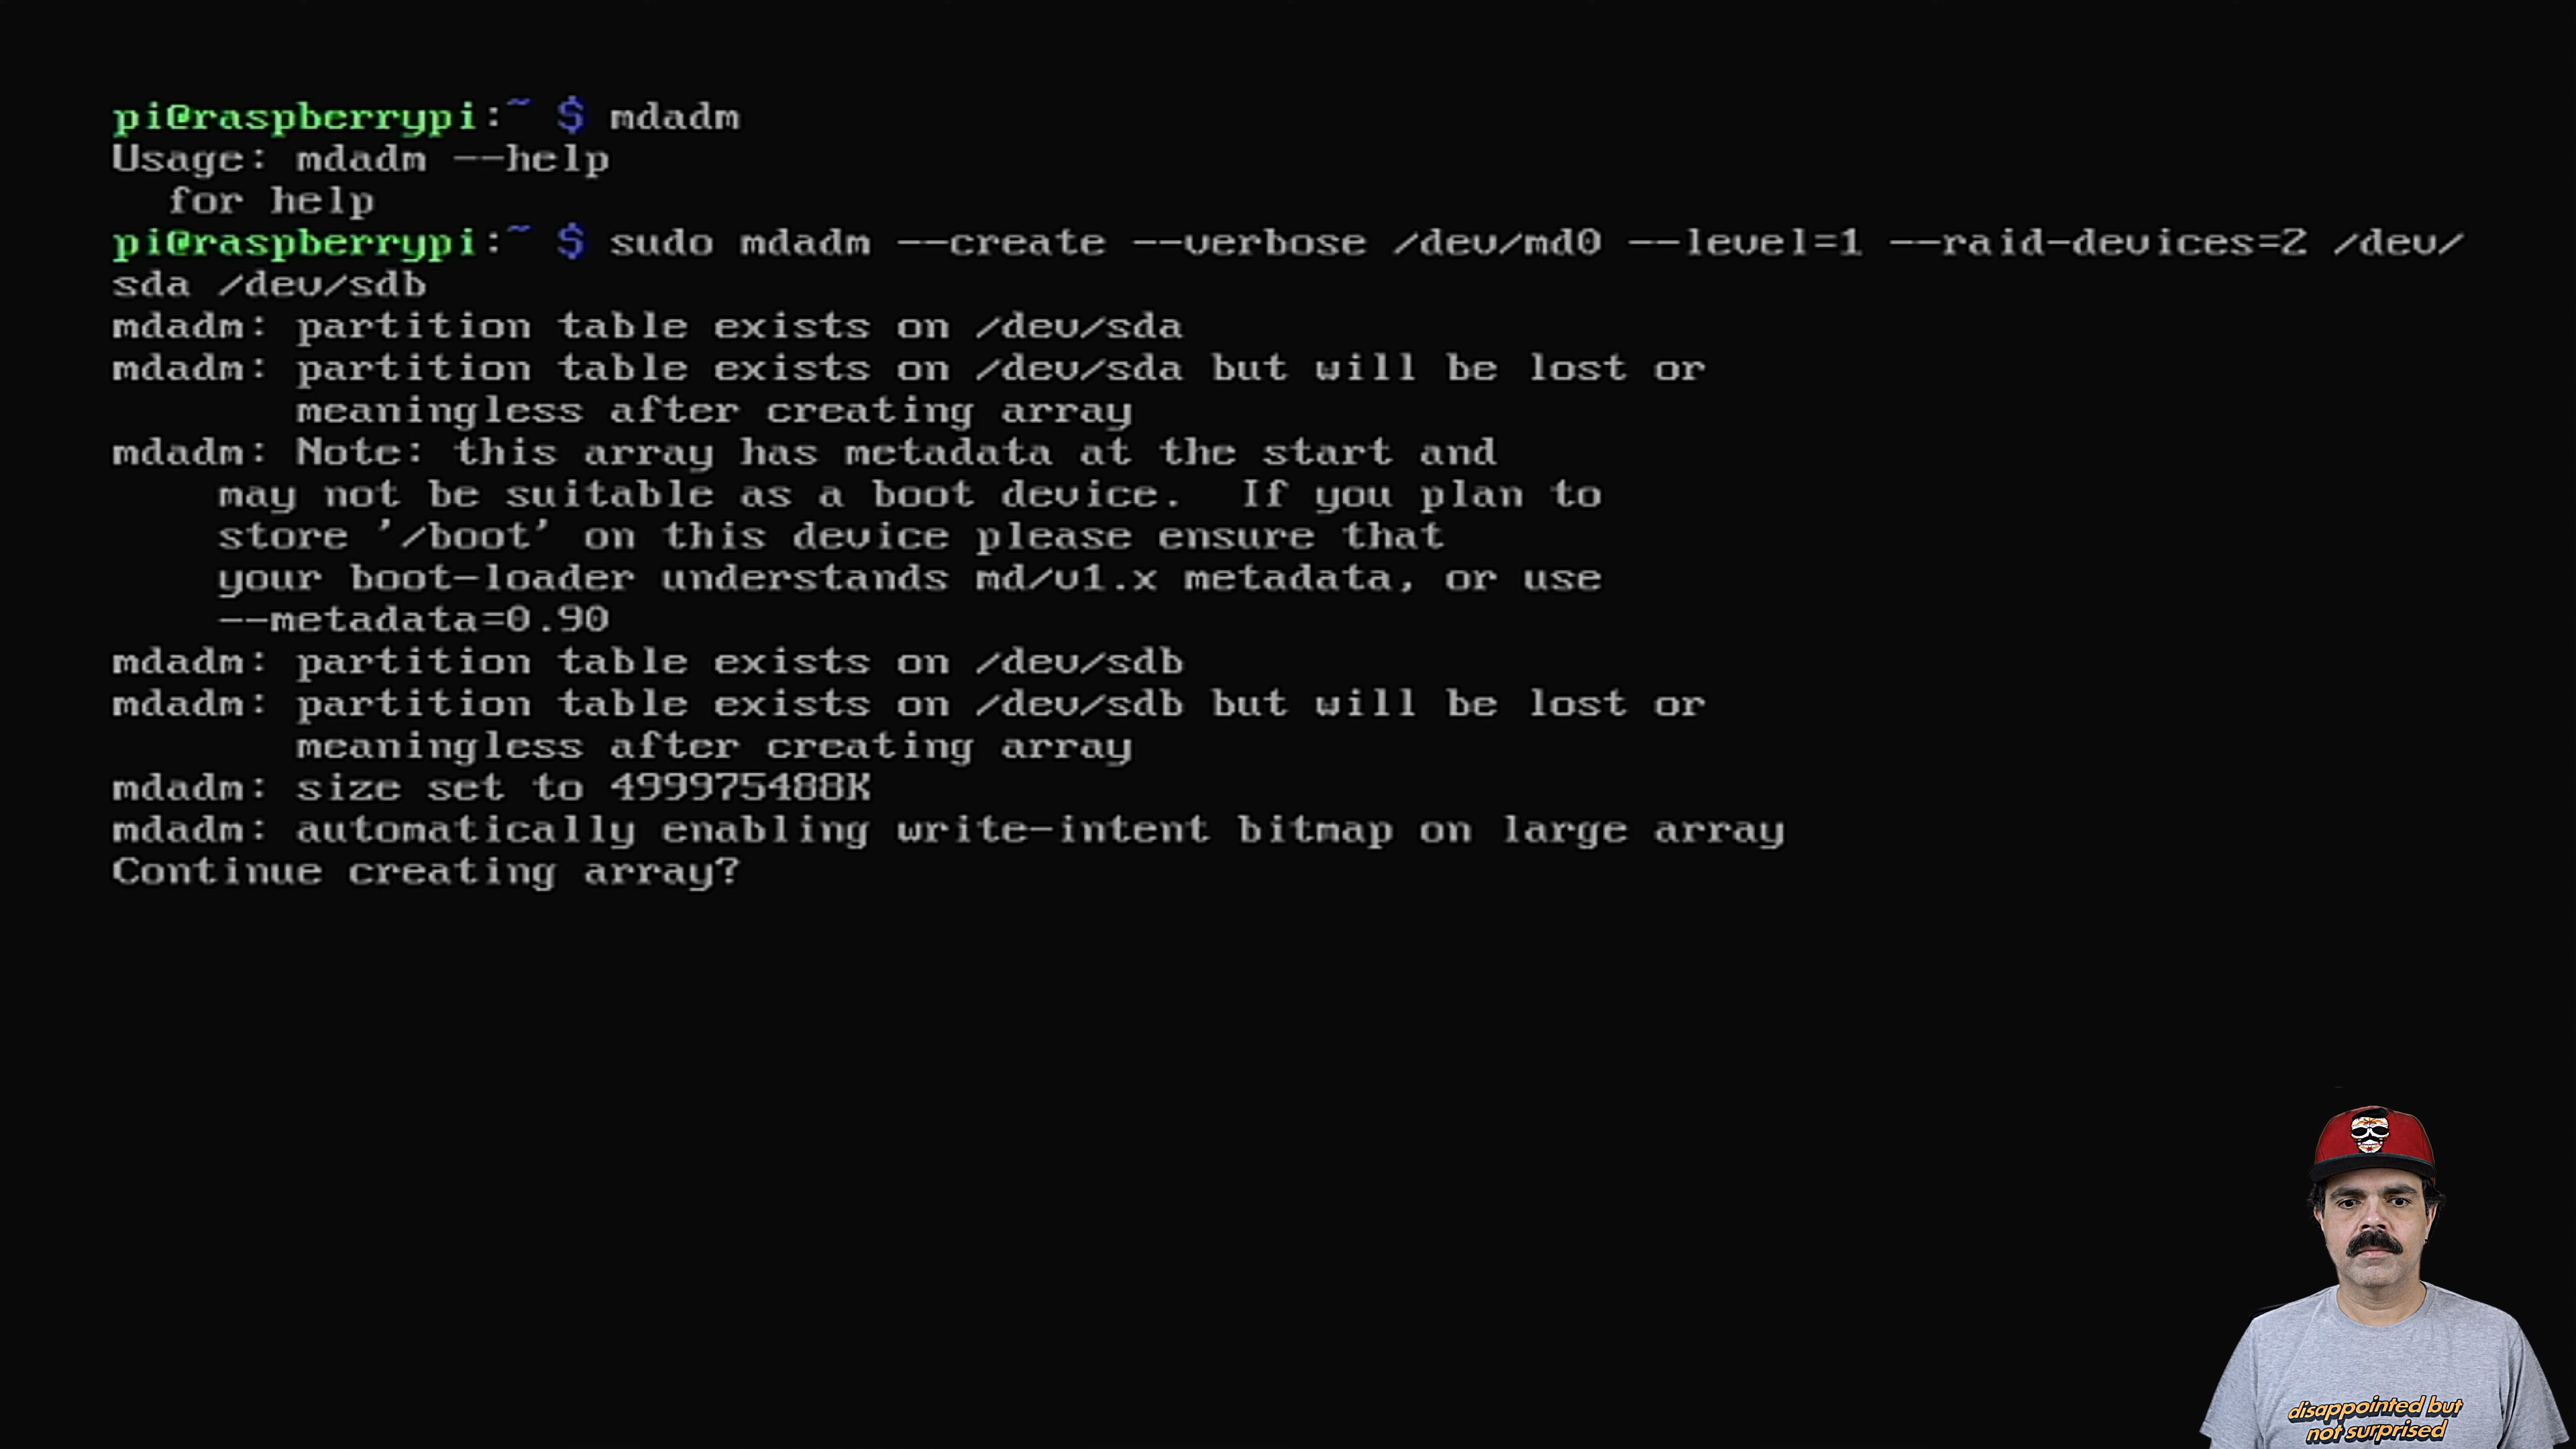 pi@raspberrypi:~ $ mdadm
Usage: mdadm --help
  for help
pi@raspberrypi:~ $ sudo mdadm --create --verbose /dev/md0 --level=1 --raid-devices=2 /dev/
sda /dev/sdb
mdadm: partition table exists on /dev/sda
mdadm: partition table exists on /dev/sda but will be lost or
       meaningless after creating array
mdadm: Note: this array has metadata at the start and
    may not be suitable as a boot device.  If you plan to
    store '/boot' on this device please ensure that
    your boot-loader understands md/v1.x metadata, or use
    --metadata=0.90
mdadm: partition table exists on /dev/sdb
mdadm: partition table exists on /dev/sdb but will be lost or
       meaningless after creating array
mdadm: size set to 499975488K
mdadm: automatically enabling write-intent bitmap on large array
Continue creating array?
disappointed but
not surprised